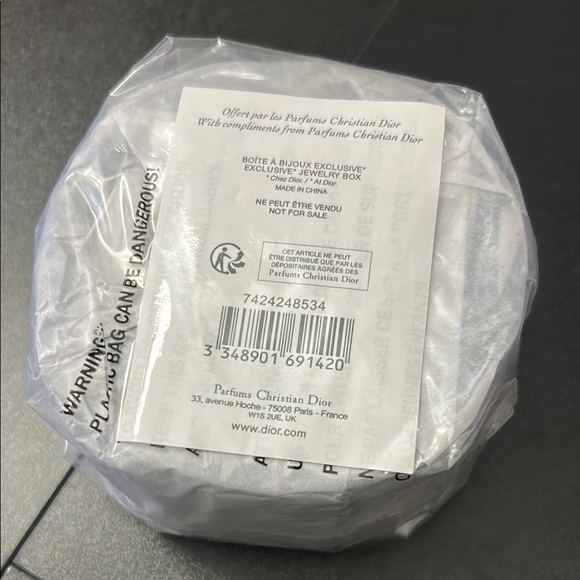 Offert par les Parfums Christian Dior
With compliments from Parfums Christian Dior
BOÎTE À BIJOUX EXCLUSIVE*
EXCLUSIVE* JEWELRY BOX
* Chez Dior. / * At Dior.
MADE IN CHINA
NE PEUT ÊTRE VENDU
NOT FOR SALE
CET ARTICLE NE PEUT
ÊTRE DISTRIBUÉ QUE PAR LES
DÉPOSITAIRES AGRÉÉS DES
Parfums Christian Dior
7424248534
3 348901 691420
Parfums Christian Dior
33, avenue Hoche - 75008 Paris - France
W1S 2UE, UK
www.dior.com
WARNING:
PLASTIC BAG CAN BE DANGEROUS!